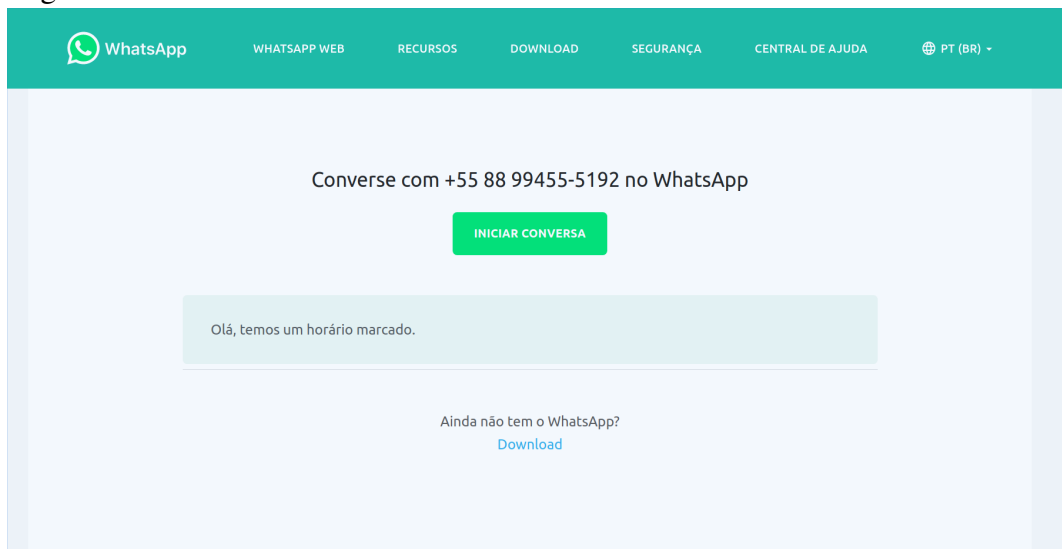 WhatsApp
WHATSAPP WEB
RECURSOS
DOWNLOAD
SEGURANÇA
CENTRAL DE AJUDA
PT (BR)
Converse com +55 88 99455-5192 no WhatsApp
INICIAR CONVERSA
Olá, temos um horário marcado.
Ainda não tem o WhatsApp?
Download